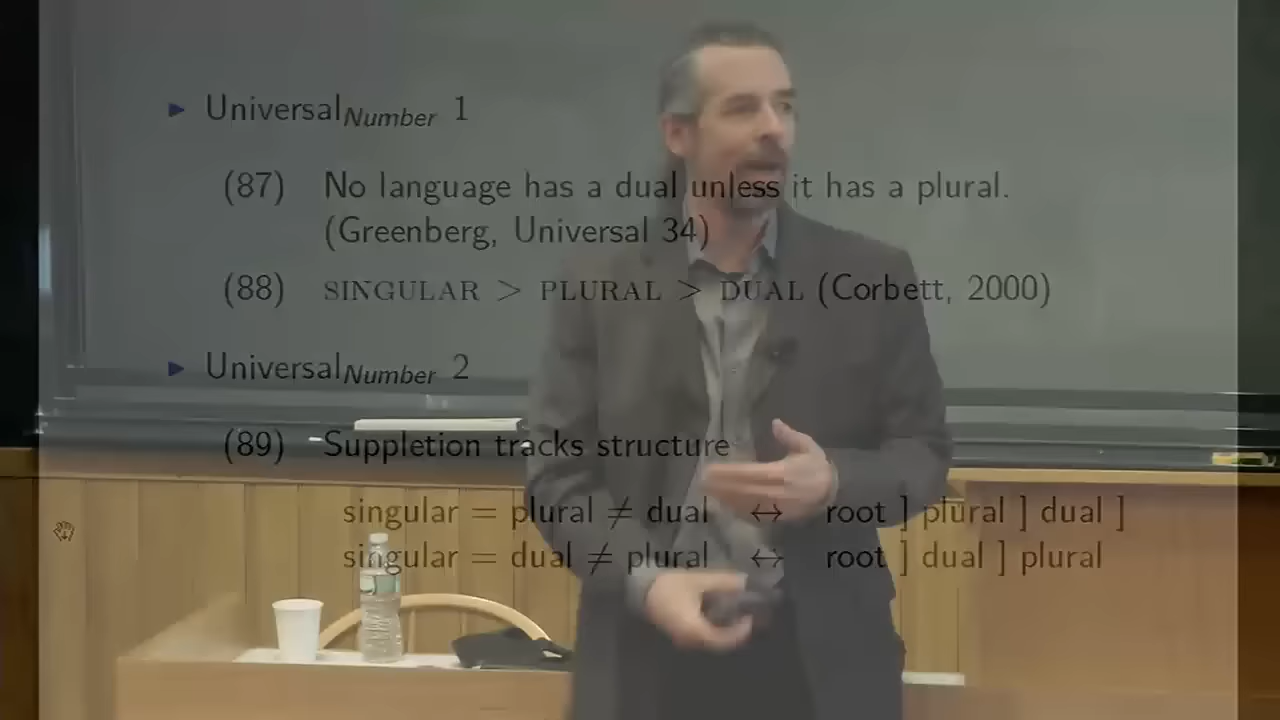 ► Universal_Number 1
(87) No language has a dual unless it has a plural.
(Greenberg, Universal 34)
(88) SINGULAR > PLURAL > DUAL (Corbett, 2000)
► Universal_Number 2
(89) Suppletion tracks structure
singular = plural ≠ dual ↔ root ] plural ] dual ]
singular = dual ≠ plural ↔ root ] dual ] plural